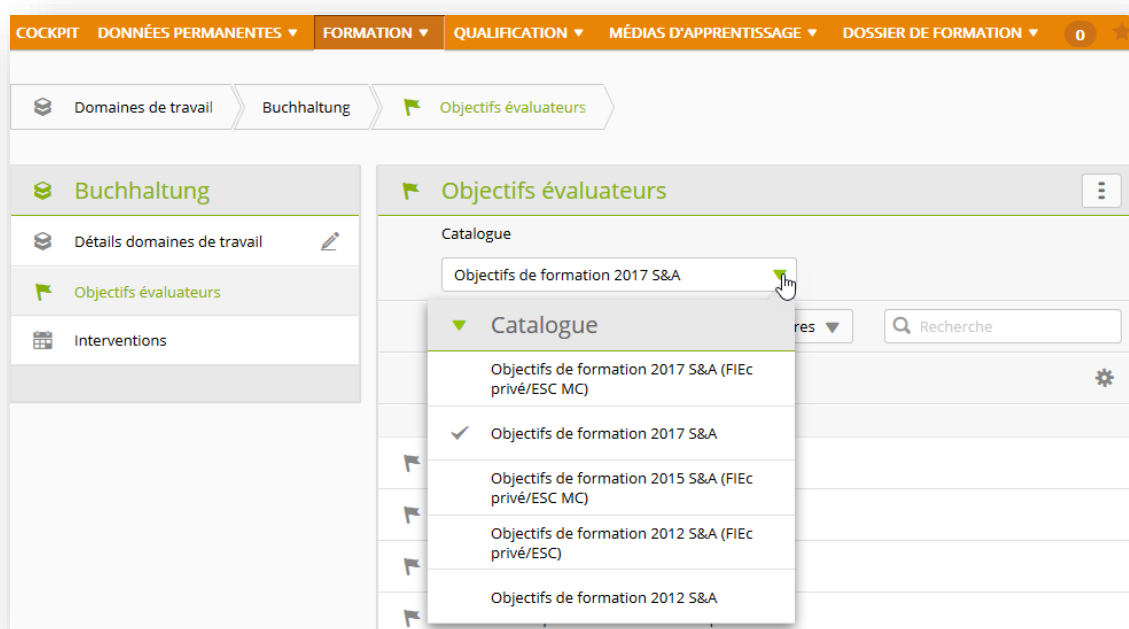 COCKPIT DONNÉES PERMANENTES FORMATION QUALIFICATION MÉDIAS D'APPRENTISSAGE DOSSIER DE FORMATION 0
Domaines de travail Buchhaltung Objectifs évaluateurs
Buchhaltung
Détails domaines de travail
Objectifs évaluateurs
Interventions
Objectifs évaluateurs
Catalogue
Objectifs de formation 2017 S&A
res
Recherche
Catalogue
Objectifs de formation 2017 S&A (FIEc
privé/ESC MC)
Objectifs de formation 2017 S&A
Objectifs de formation 2015 S&A (FIEc
privé/ESC MC)
Objectifs de formation 2012 S&A (FIEc
privé/ESC)
Objectifs de formation 2012 S&A